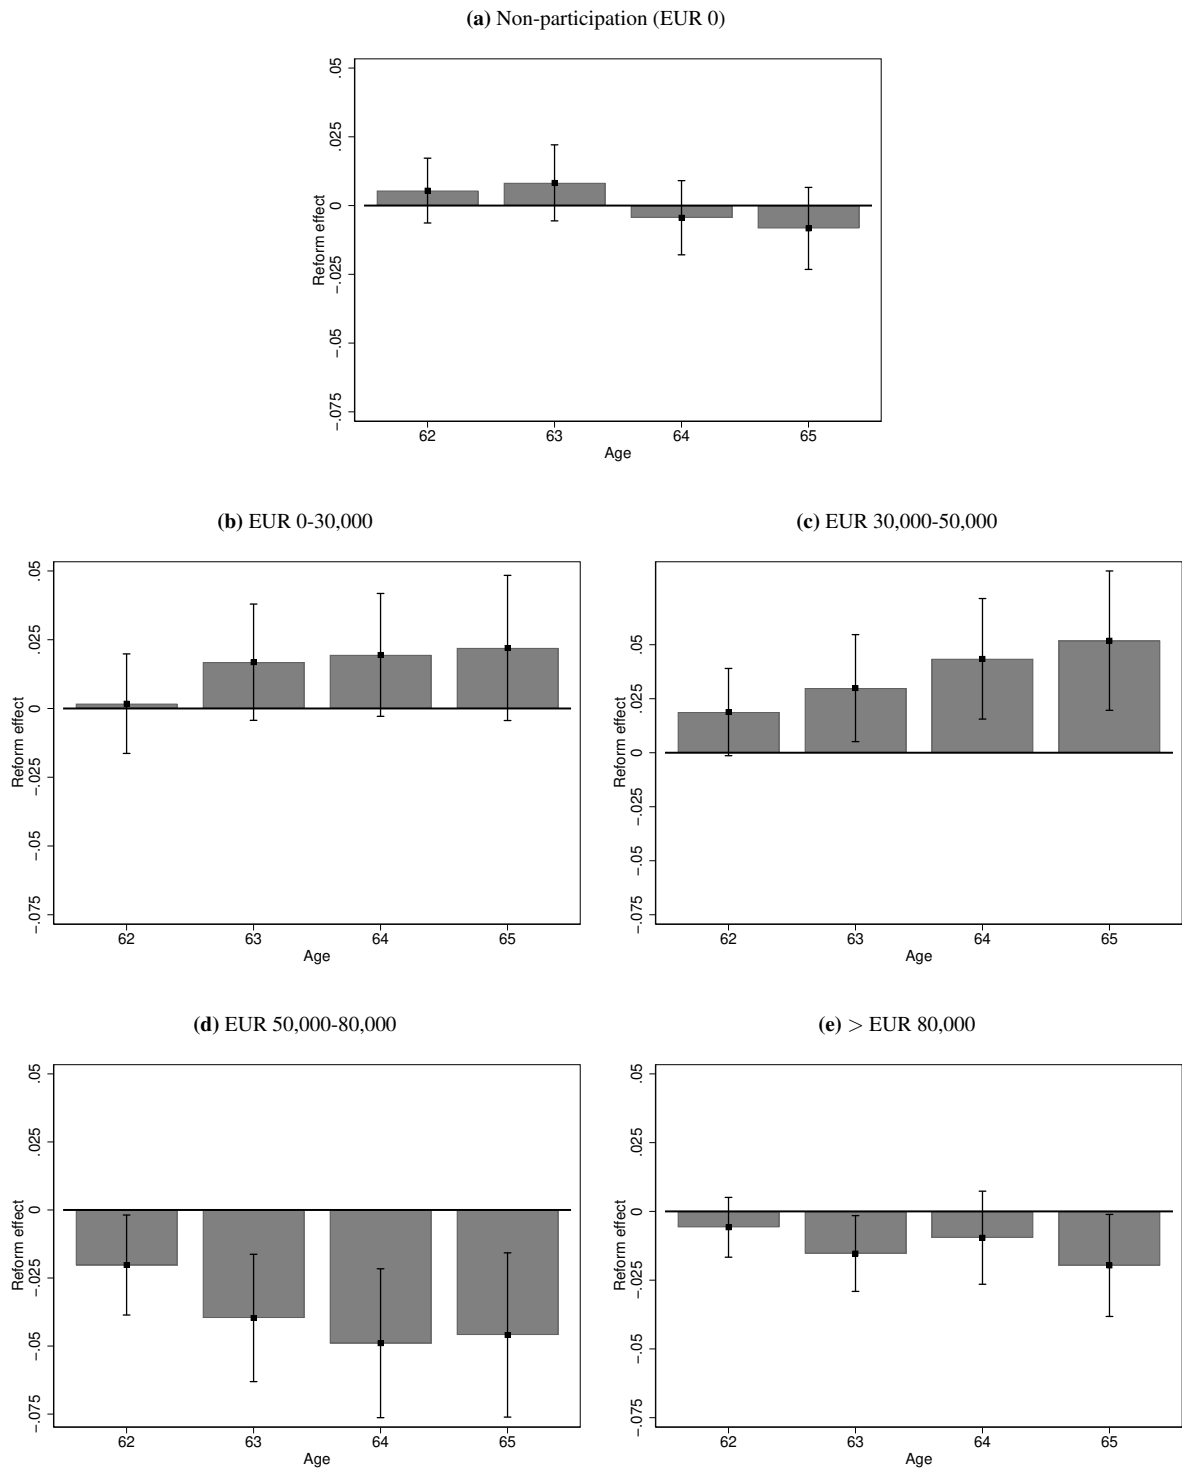 (a) Non-participation (EUR 0)
.05
.025
0
−.025
−.05
−.075
Reform effect
62 63 64 65
Age
(b) EUR 0-30,000
.05
.025
0
−.025
−.05
−.075
Reform effect
62 63 64 65
Age
(c) EUR 30,000-50,000
.05
.025
0
−.025
−.05
−.075
Reform effect
62 63 64 65
Age
(d) EUR 50,000-80,000
.05
.025
0
−.025
−.05
−.075
Reform effect
62 63 64 65
Age
(e) > EUR 80,000
.05
.025
0
−.025
−.05
−.075
Reform effect
62 63 64 65
Age